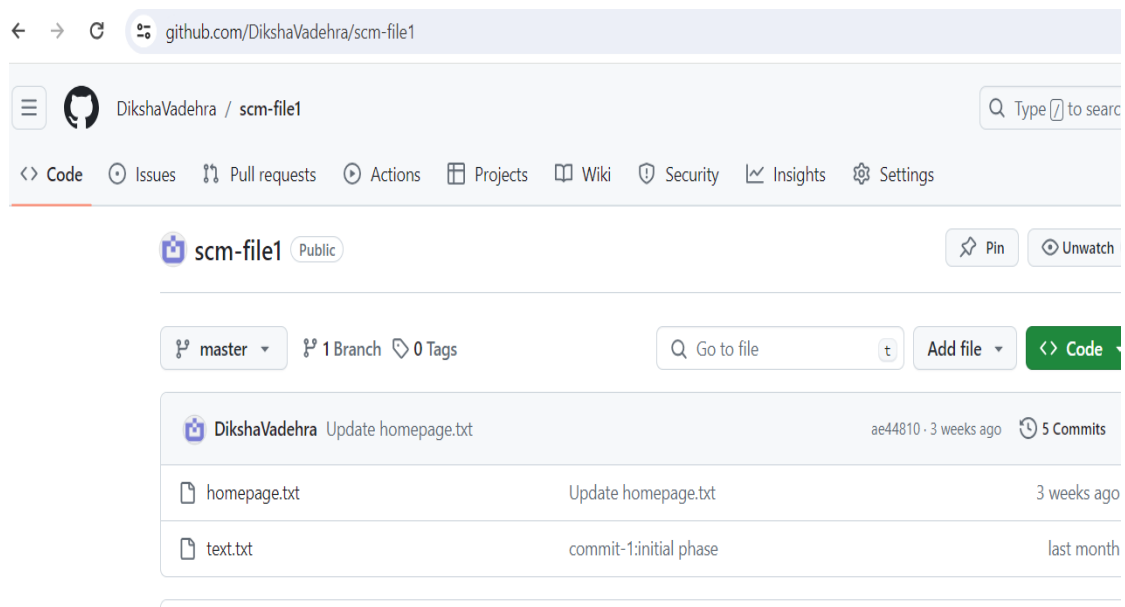 github.com/DikshaVadehra/scm-file1
DikshaVadehra / scm-file1
Type / to searc
<> Code Issues Pull requests Actions Projects Wiki Security Insights Settings
scm-file1 Public
Pin Unwatch
master 1 Branch 0 Tags
Go to file t Add file <> Code
DikshaVadehra Update homepage.txt ae44810 · 3 weeks ago 5 Commits
homepage.txt Update homepage.txt 3 weeks ago
text.txt commit-1:initial phase last month